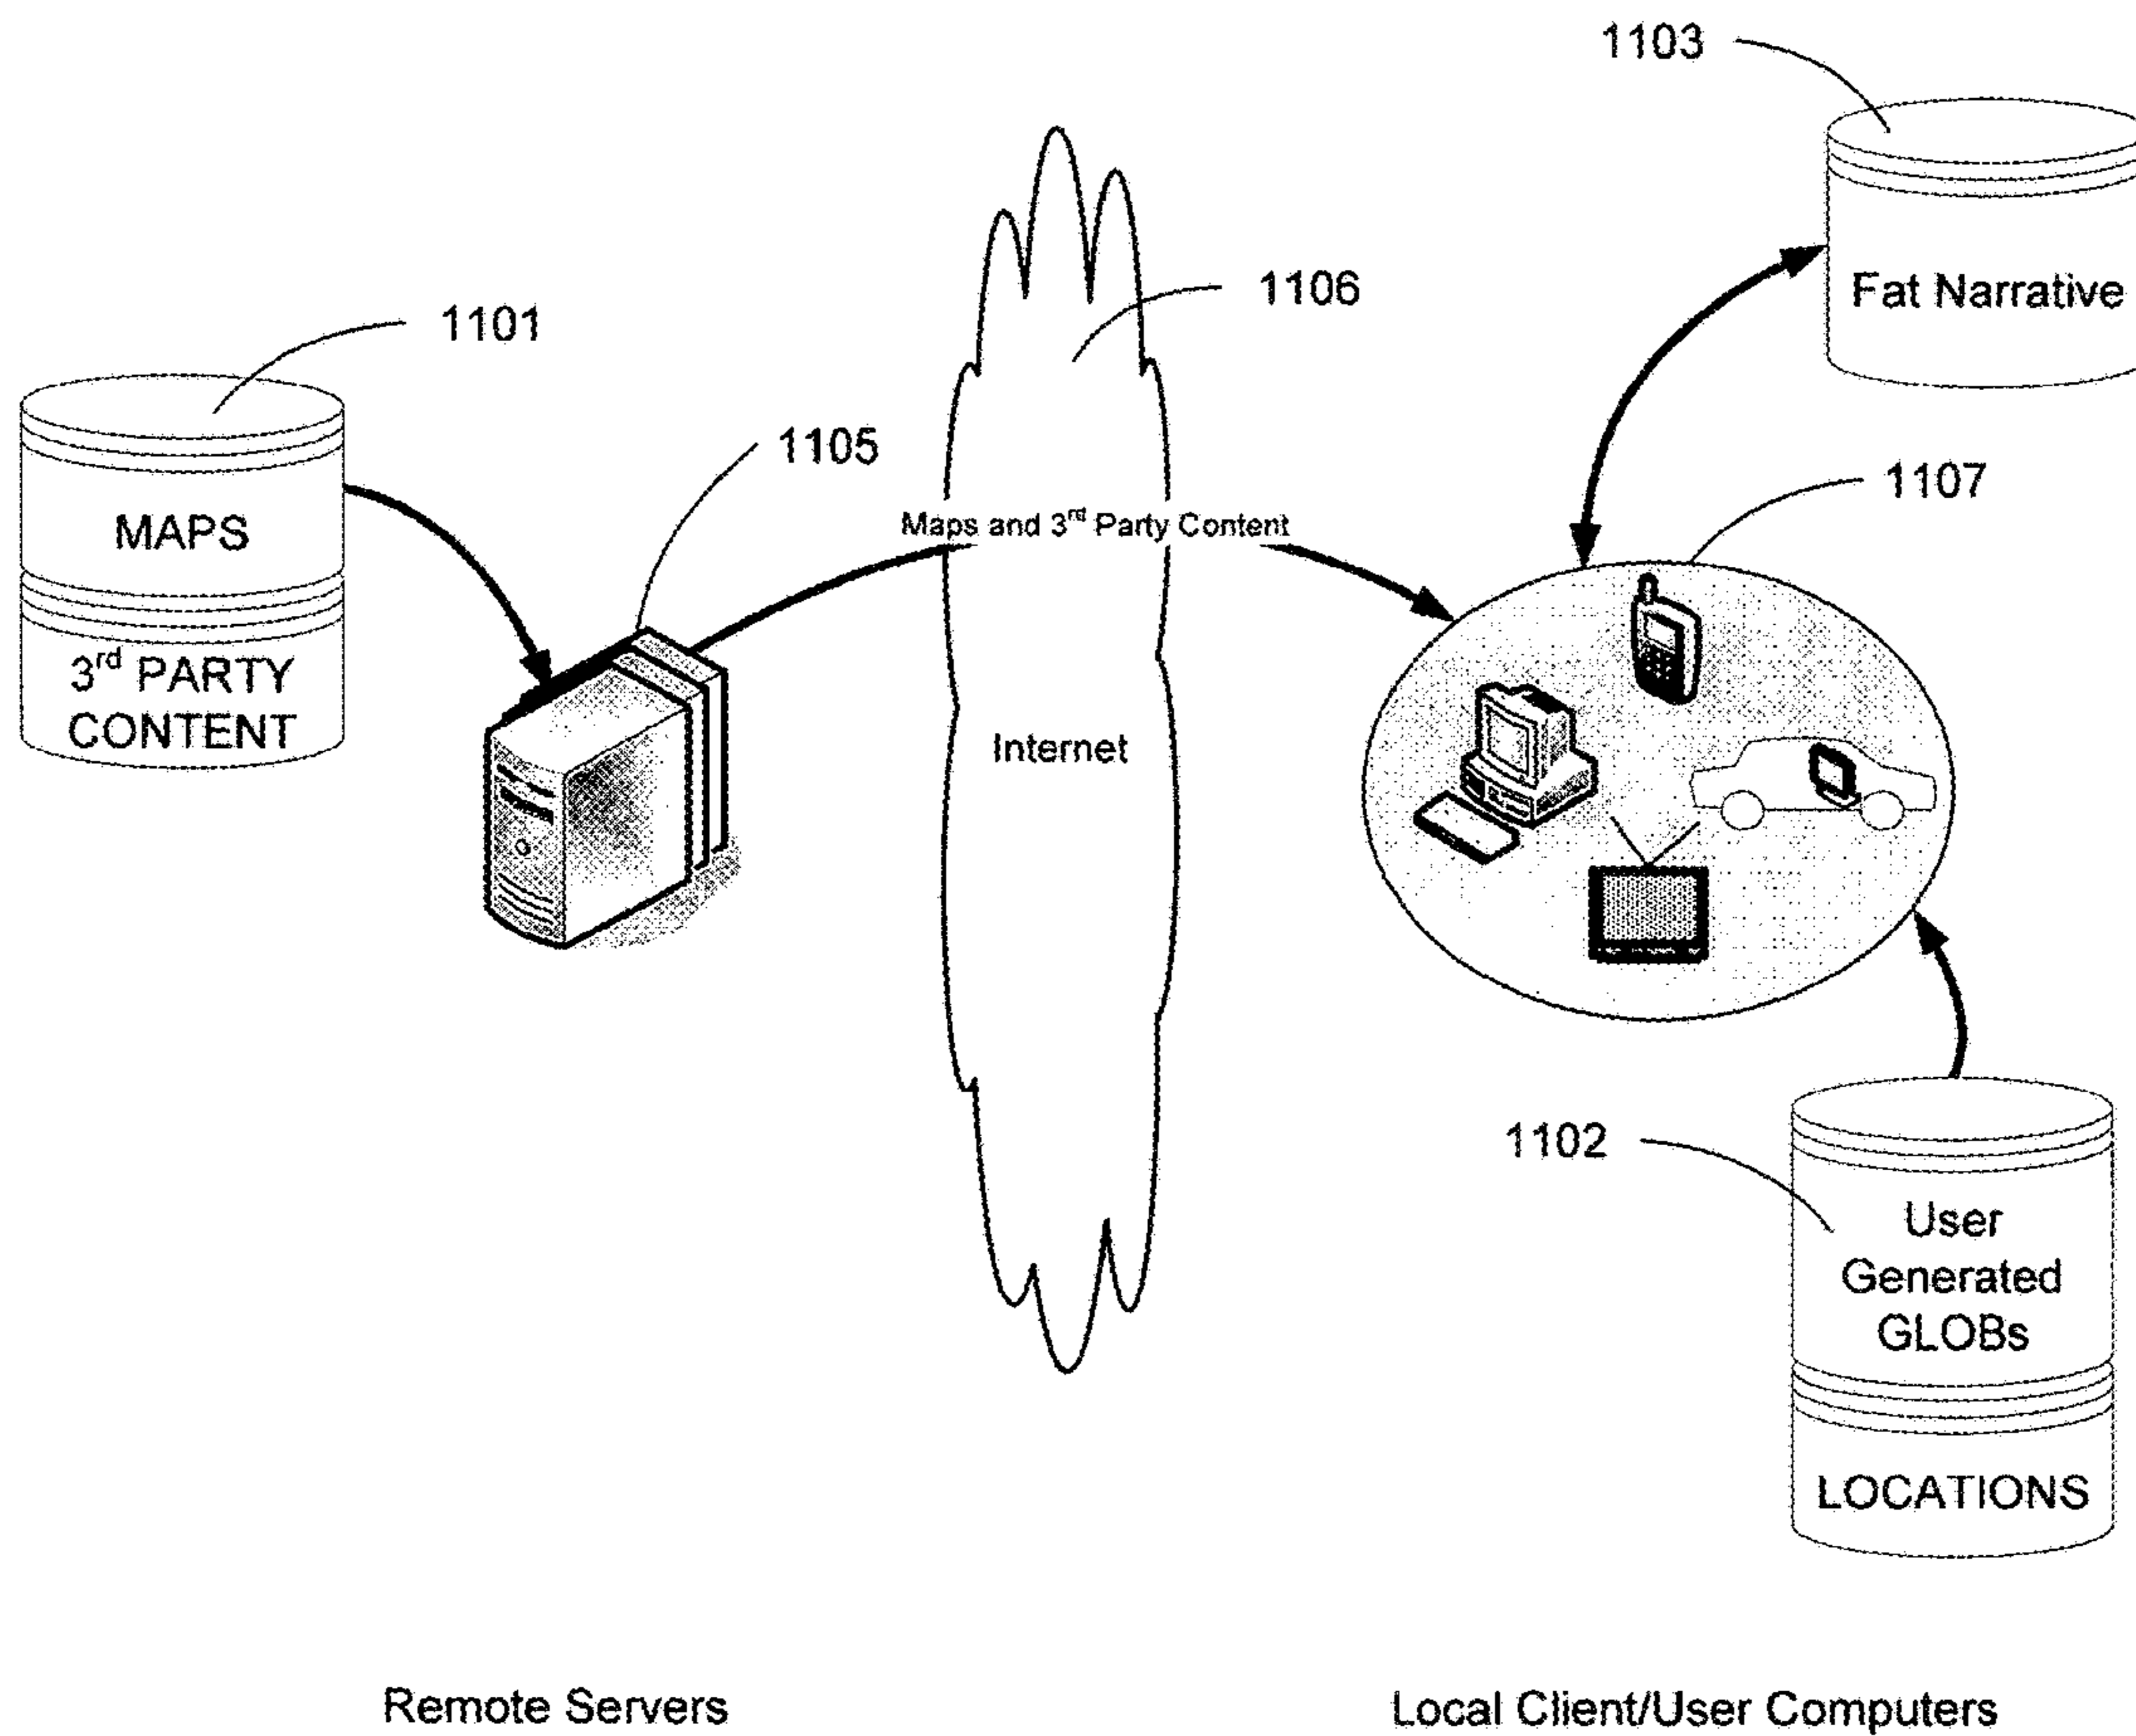 1103
Fat Narrative
1106
1101
1105
1107
MAPS
Maps and 3rd Party Content
3rd PARTY
CONTENT
Internet
1102
User
Generated
GLOBs
LOCATIONS
Remote Servers
Local Client/User Computers